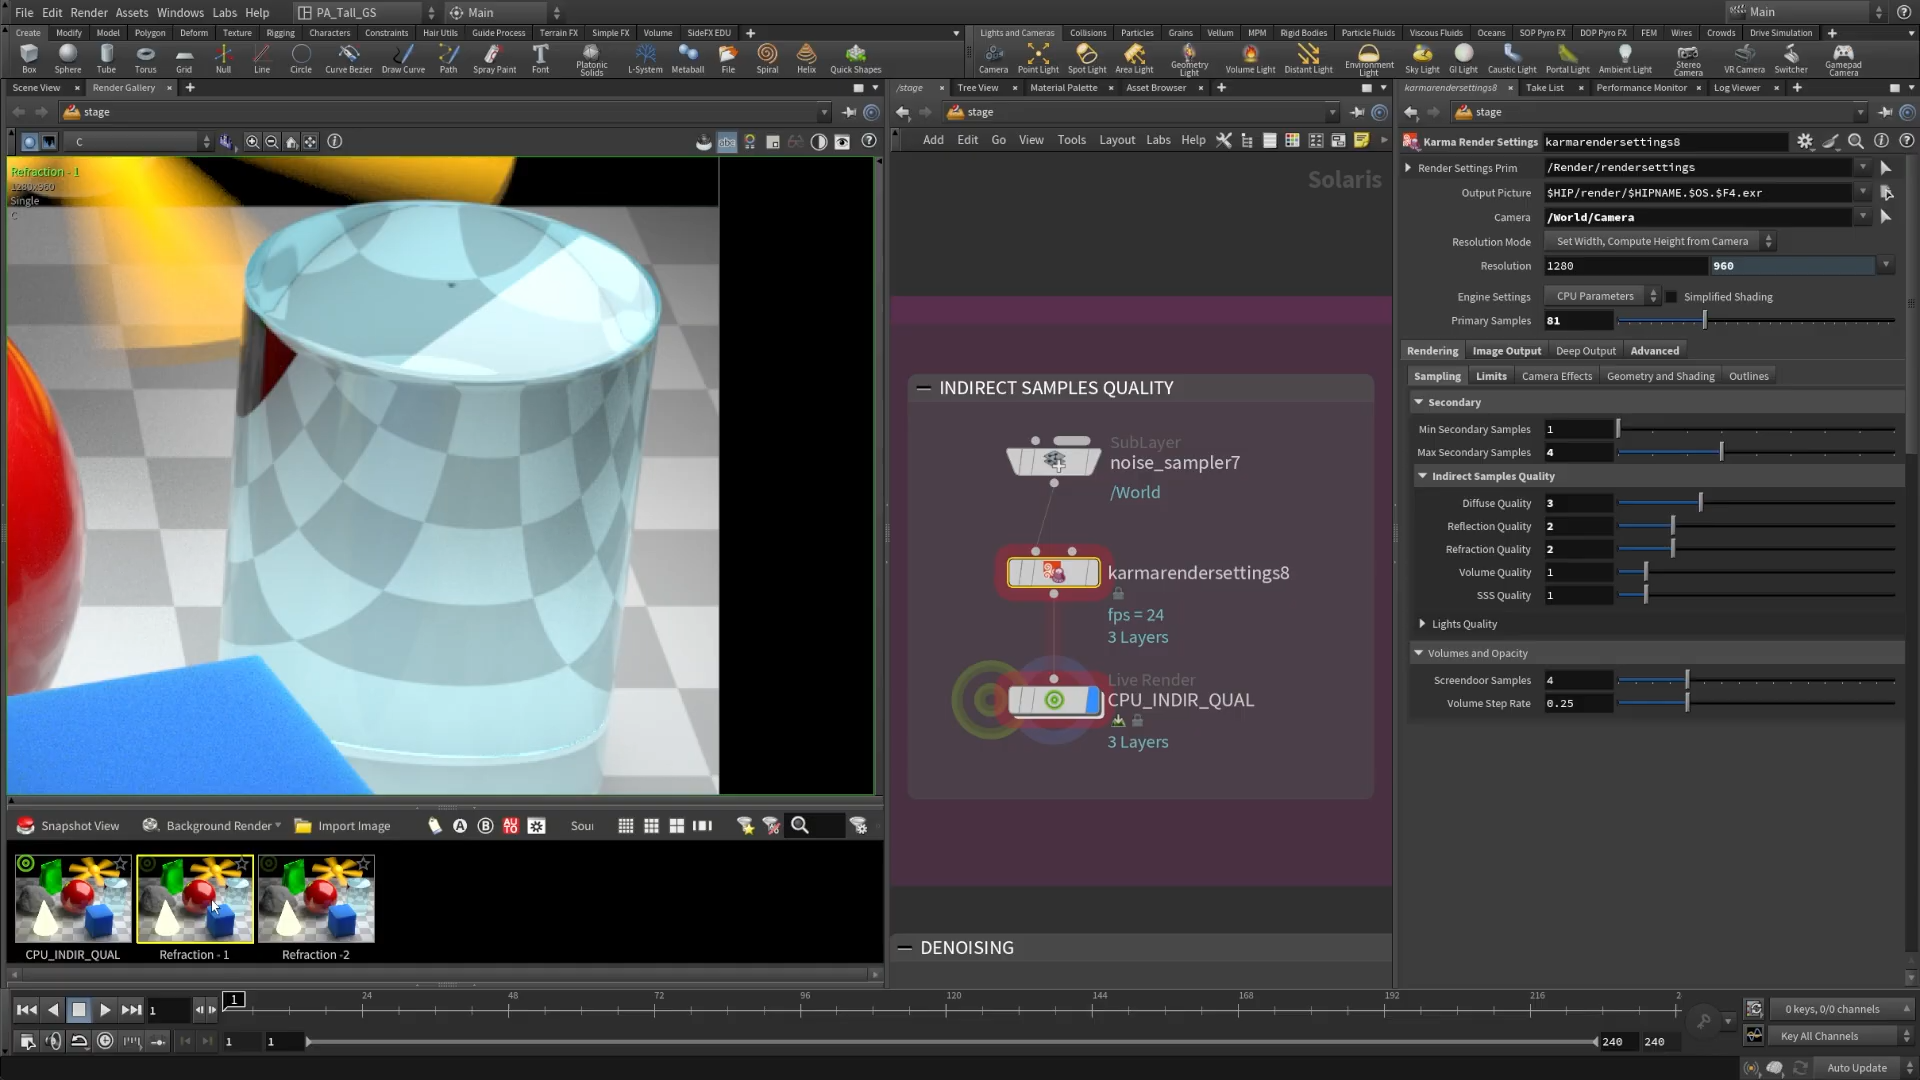 File Edit Render Assets Windows Labs Help PA_Tall_GS Main Main
Create Modify Model Polygon Deform Texture Rigging Characters Constraints Hair Utils Guide Process Terrain FX Simple FX Volume SideFX EDU
Lights and Cameras Collisions Particles Grains Vellum MPM Rigid Bodies Particle Fluids Viscous Fluids Oceans SOP Pyro FX DOP Pyro FX FEM Wires Crowds Drive Simulation
Box Sphere Tube Torus Grid Null Line Circle Curve Bezier Draw Curve Path Spray Paint Font Platonic Solids L-System Metaball File Spiral Helix Quick Shapes
Camera Point Light Spot Light Area Light Geometry Light Volume Light Distant Light Environment Light Sky Light GI Light Caustic Light Portal Light Ambient Light Stereo Camera VR Camera Switcher Gamepad Camera
Scene View Render Gallery
stage
C
abc
Refraction - 1
1280x960
Single
C
Snapshot View Background Render Import Image A B AUTO Sour
CPU_INDIR_QUAL Refraction - 1 Refraction -2
/stage Tree View Material Palette Asset Browser
stage
Add Edit Go View Tools Layout Labs Help
Solaris
INDIRECT SAMPLES QUALITY
SubLayer
noise_sampler7
/World
karmarendersettings8
fps = 24
3 Layers
Live Render
CPU_INDIR_QUAL
3 Layers
DENOISING
karmarendersettings8 Take List Performance Monitor Log Viewer
stage
Karma Render Settings karmarendersettings8
Render Settings Prim /Render/rendersettings
Output Picture $HIP/render/$HIPNAME.$OS.$F4.exr
Camera /World/Camera
Resolution Mode Set Width, Compute Height from Camera
Resolution 1280 960
Engine Settings CPU Parameters Simplified Shading
Primary Samples 81
Rendering Image Output Deep Output Advanced
Sampling Limits Camera Effects Geometry and Shading Outlines
Secondary
Min Secondary Samples 1
Max Secondary Samples 4
Indirect Samples Quality
Diffuse Quality 3
Reflection Quality 2
Refraction Quality 2
Volume Quality 1
SSS Quality 1
Lights Quality
Volumes and Opacity
Screendoor Samples 4
Volume Step Rate 0.25
1 1 24 48 72 96 120 144 168 192 216 2
0 keys, 0/0 channels
1 1 240 240 Key All Channels
Auto Update